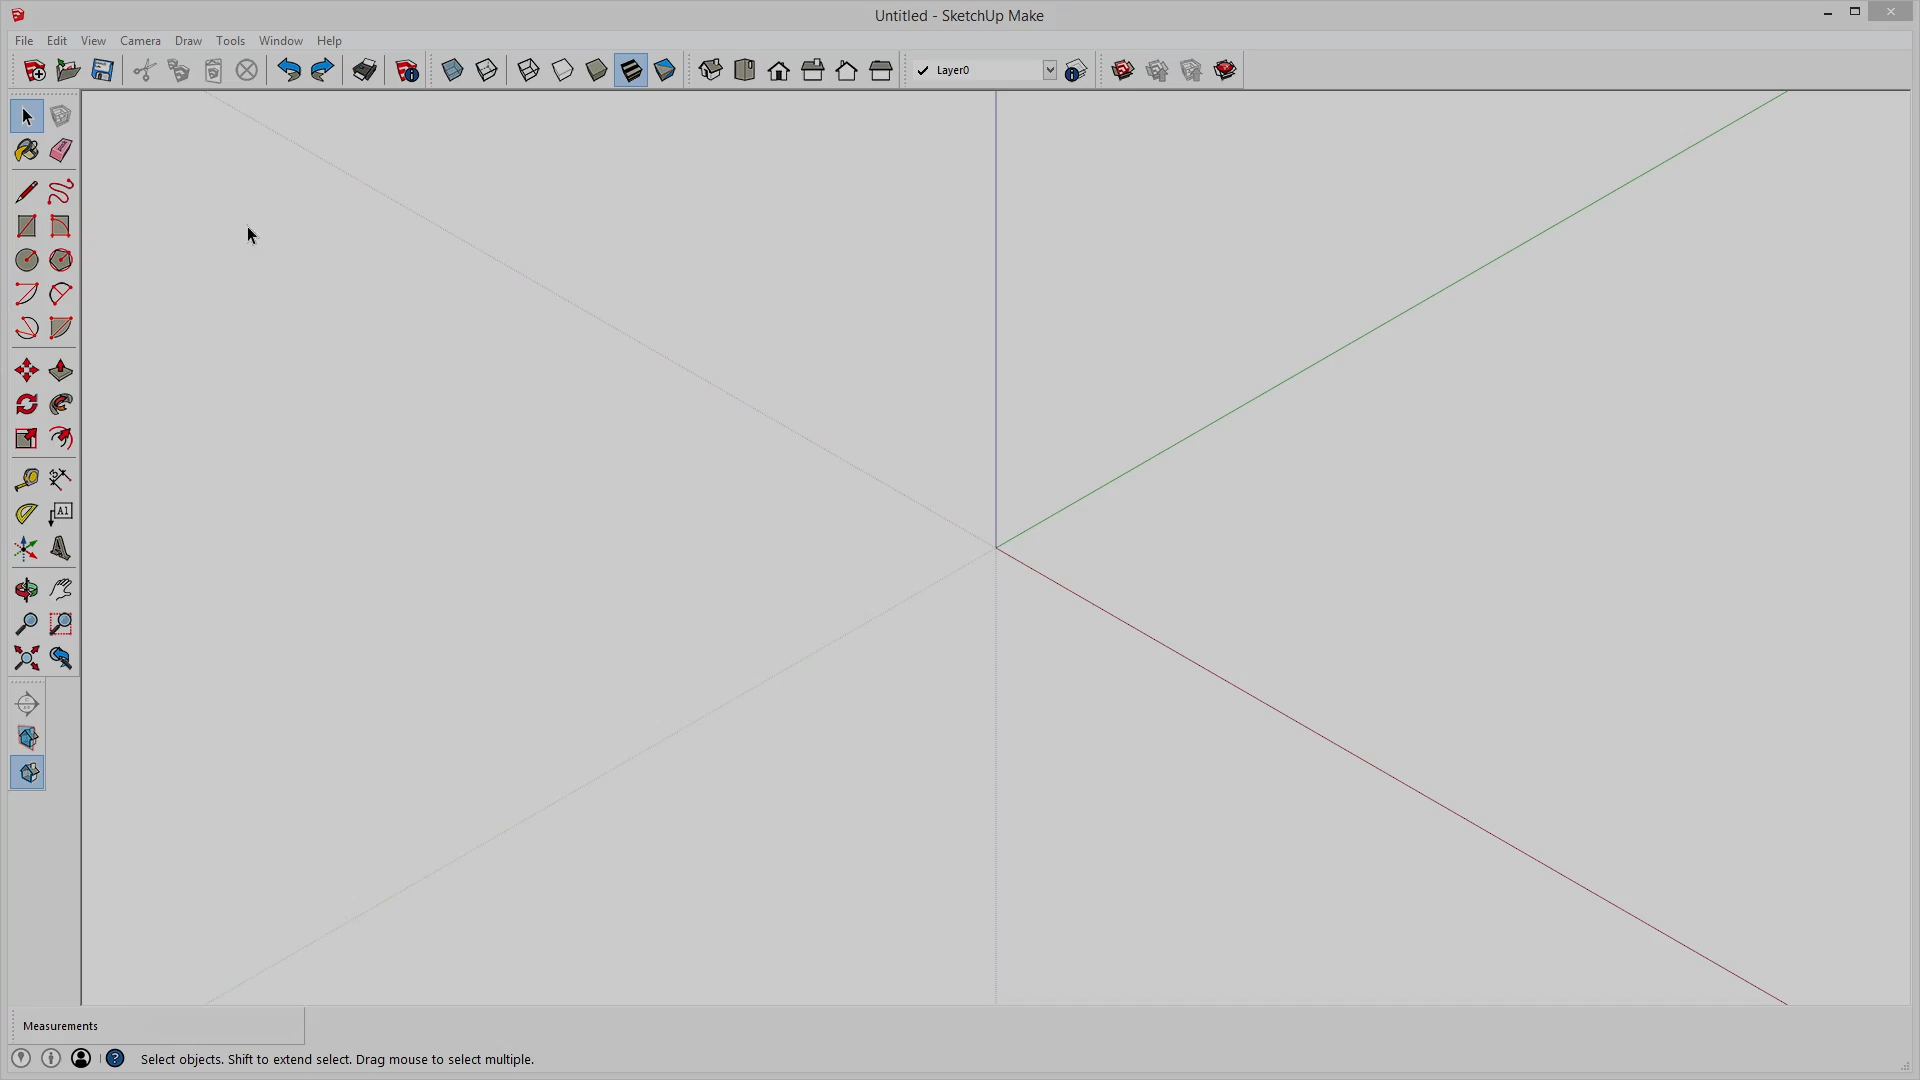 Untitled - SketchUp Make
File Edit View Camera Draw Tools Window Help
Layer0
A1
Measurements
Select objects. Shift to extend select. Drag mouse to select multiple.